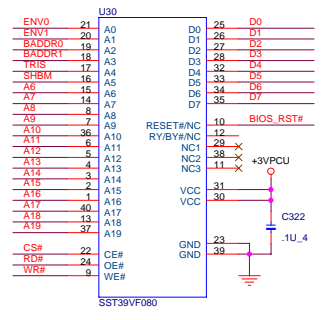 U30
ENV0 21 A0 D0 25 D0
ENV1 20 A1 D1 26 D1
BADDR0 19 A2 D2 27 D2
BADDR1 18 A3 D3 28 D3
TRIS 17 A4 D4 32 D4
SHBM 16 A5 D5 33 D5
A6 15 A6 D6 34 D6
A7 14 A7 D7 35 D7
A8 8 A8
A9 7 A9 RESET#/NC 10 BIOS_RST#
A10 36 A10 RY/BY#/NC 12
A11 6 A11 NC1 29
A12 5 A12 NC2 38
A13 4 A13 NC3 11 +3VPCU
A14 3 A14
A15 2 A15 VCC 31
A16 1 A16 VCC 30
A17 40 A17 C322
A18 13 A18
A19 37 A19 GND 23 .1U_4
CS# 22 CE# GND 39
RD# 24 OE#
WR# 9 WE#
SST39VF080